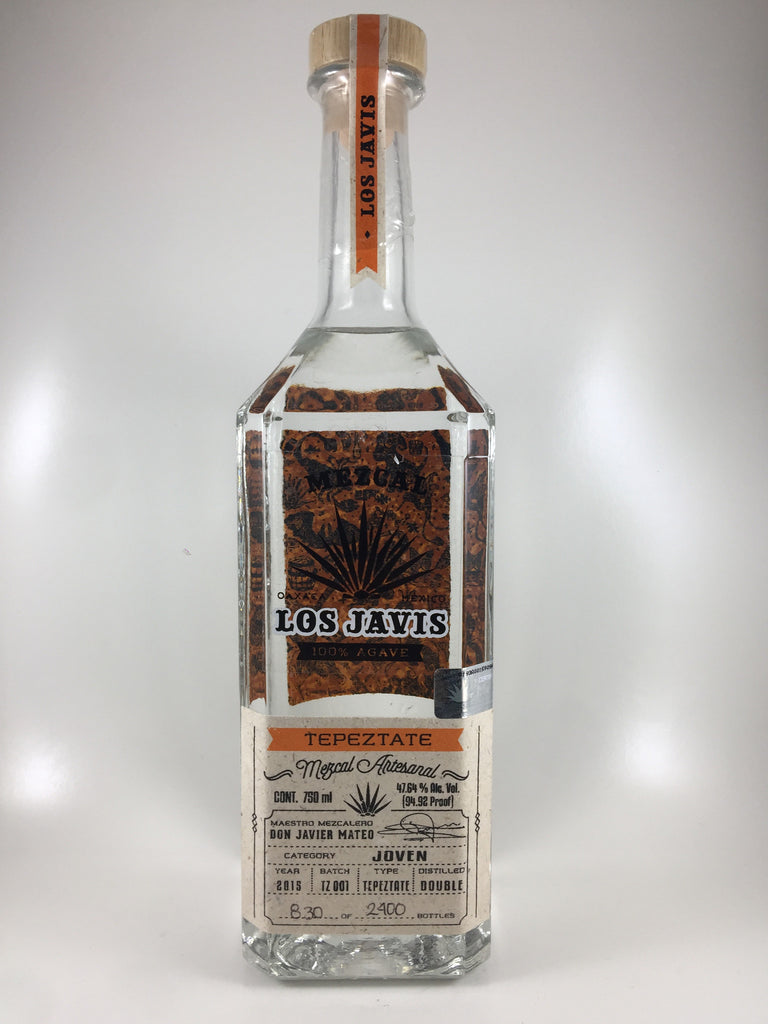 LOS JAVIS
MEZCAL
OAXACA MÉXICO
LOS JAVIS
100% AGAVE
TEPEZTATE
Mezcal Artesanal
CONT. 750 ml
47.64 % Alc. Vol.
(94.92 Proof)
MAESTRO MEZCALERO
DON JAVIER MATEO
CATEGORY JOVEN
YEAR BATCH TYPE DISTILLED
2015 TZ 001 TEPEZTATE DOUBLE
830 OF 2400 BOTTLES